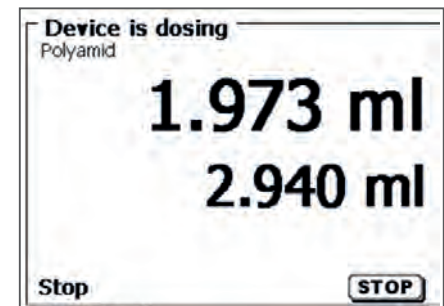 Device is dosing
Polyamid
1.973 ml
2.940 ml
Stop STOP